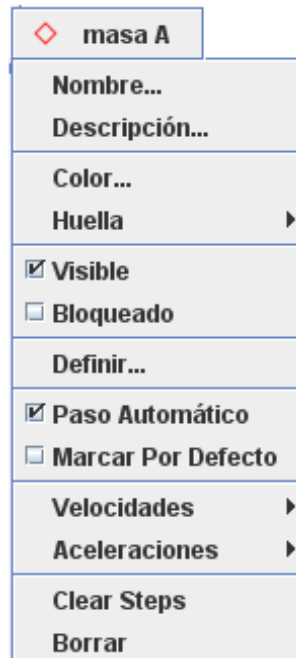 masa A
Nombre...
Descripción...
Color...
Huella
Visible
Bloqueado
Definir...
Paso Automático
Marcar Por Defecto
Velocidades
Aceleraciones
Clear Steps
Borrar